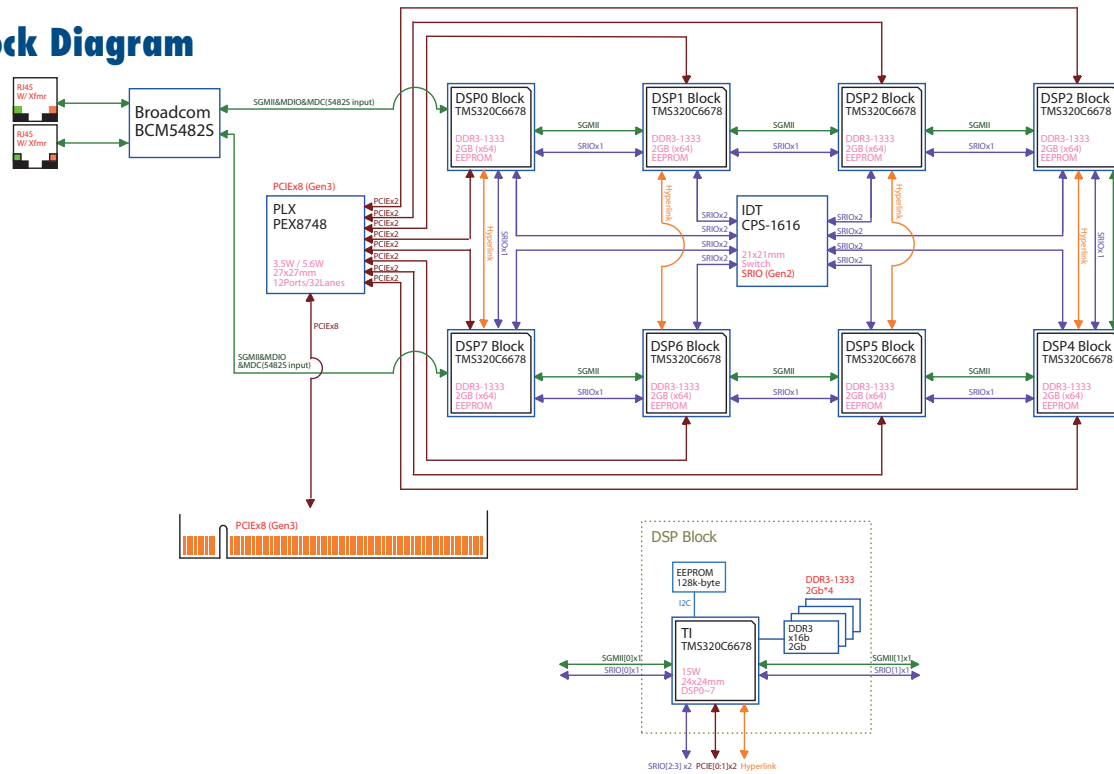 ock Diagram
RJ45
W/ Xfmr
RJ45
W/ Xfmr
Broadcom
BCM5482S
SGMII&MDIO&MDC(5482S input)
SGMII&MDIO
&MDC(5482S input)
PCIEx8 (Gen3)
PLX
PEX8748
3.5W / 5.6W
27x27mm
12Ports/32Lanes
PCIEx2
PCIEx2
PCIEx2
PCIEx2
PCIEx2
PCIEx2
PCIEx2
PCIEx2
PCIEx8
DSP0 Block
TMS320C6678
DDR3-1333
2GB (x64)
EEPROM
SGMII
SRIOx1
DSP1 Block
TMS320C6678
DDR3-1333
2GB (x64)
EEPROM
SGMII
SRIOx1
DSP2 Block
TMS320C6678
DDR3-1333
2GB (x64)
EEPROM
SGMII
SRIOx1
DSP2 Block
TMS320C6678
DDR3-1333
2GB (x64)
EEPROM
Hyperlink
SRIOx1
Hyperlink
Hyperlink
Hyperlink
SRIOx1
SRIOx2
SRIOx2
SRIOx2
SRIOx2
IDT
CPS-1616
21x21mm
Switch
SRIO (Gen2)
SRIOx2
SRIOx2
SRIOx2
SRIOx2
DSP7 Block
TMS320C6678
DDR3-1333
2GB (x64)
EEPROM
SGMII
SRIOx1
DSP6 Block
TMS320C6678
DDR3-1333
2GB (x64)
EEPROM
SGMII
SRIOx1
DSP5 Block
TMS320C6678
DDR3-1333
2GB (x64)
EEPROM
SGMII
SRIOx1
DSP4 Block
TMS320C6678
DDR3-1333
2GB (x64)
EEPROM
PCIEx8 (Gen3)
DSP Block
EEPROM
128k-byte
I2C
DDR3-1333
2Gb*4
DDR3
x16b
2Gb
TI
TMS320C6678
15W
24x24mm
DSP0~7
SGMII[0]x1
SRIO[0]x1
SGMII[1]x1
SRIO[1]x1
SRIO[2:3] x2 PCIE[0:1]x2 Hyperlink